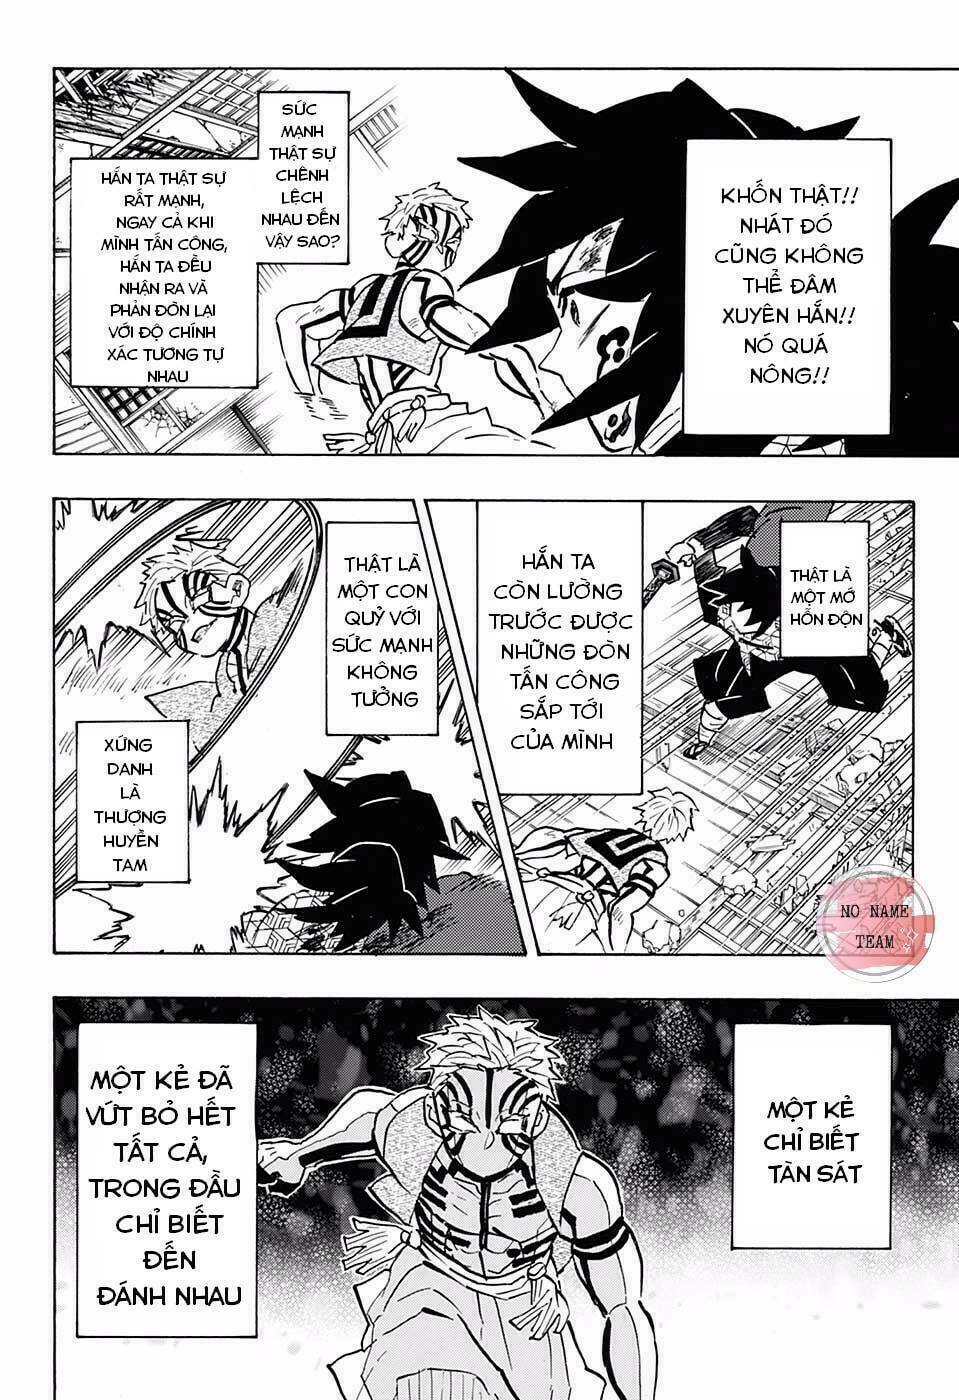 KHỐN THẬT!!
NHÁT ĐÓ
CŨNG KHÔNG
THỂ ĐÂM
XUYÊN HẮN!!
NÓ QUÁ
NÔNG!!
SỨC
MẠNH
THẬT SỰ
CHÊNH
LỆCH
NHAU ĐẾN
VẬY SAO?
HẮN TA THẬT SỰ
RẤT MẠNH,
NGAY CẢ KHI
MÌNH TẤN CÔNG,
HẮN TA ĐỀU
NHẬN RA VÀ
PHẢN ĐÒN LẠI
VỚI ĐỘ CHÍNH
XÁC TƯƠNG TỰ
NHAU
THẬT LÀ
MỘT MỚ
HỖN ĐỘN
HẮN TA
CÒN LƯỜNG
TRƯỚC ĐƯỢC
NHỮNG ĐÒN
TẤN CÔNG
SẮP TỚI
CỦA MÌNH
THẬT LÀ
MỘT CON
QUỶ VỚI
SỨC MẠNH
KHÔNG
TƯỞNG
XỨNG
DANH
LÀ
THƯỢNG
HUYỀN
TAM
NO NAME
TEAM
MỘT KẺ
CHỈ BIẾT
TÀN SÁT
MỘT KẺ ĐÃ
VỨT BỎ HẾT
TẤT CẢ,
TRONG ĐẦU
CHỈ BIẾT
ĐẾN
ĐÁNH NHAU